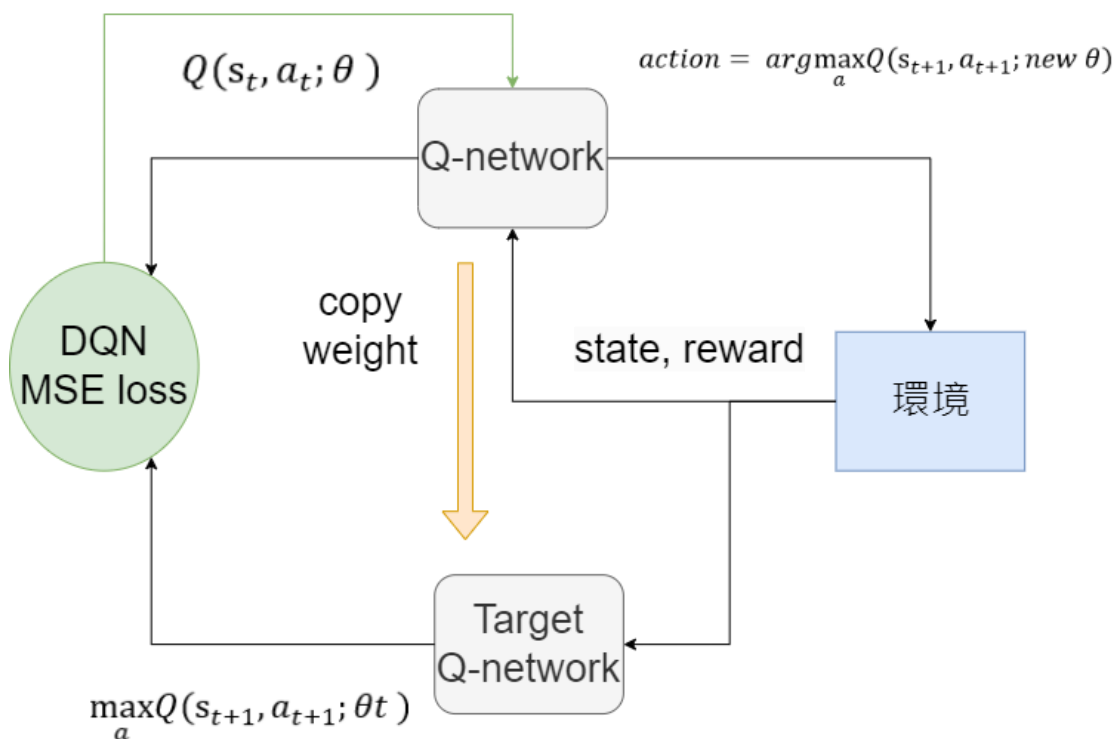 Q(s_t, a_t; θ)
action = argmax_a Q(s_{t+1}, a_{t+1}; new θ)
Q-network
copy
weight
state, reward
DQN
MSE loss
環境
Target
Q-network
max_a Q(s_{t+1}, a_{t+1}; θt )